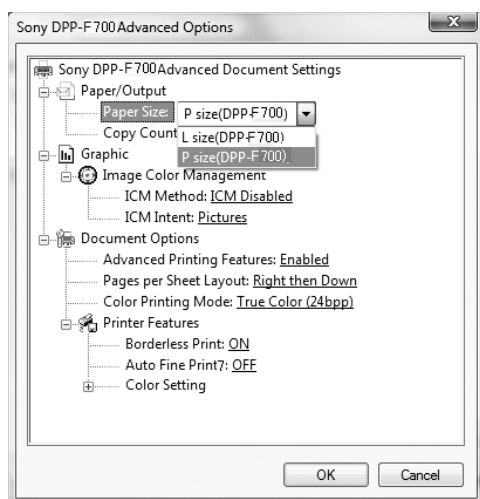 Sony DPP-F700 Advanced Options
X
Sony DPP-F700Advanced Document Settings
Paper/Output
Paper Size: P size(DPP-F700)
Copy Count
L size(DPP-F700)
P size(DPP-F700)
Graphic
Image Color Management
ICM Method: ICM Disabled
ICM Intent: Pictures
Document Options
Advanced Printing Features: Enabled
Pages per Sheet Layout: Right then Down
Color Printing Mode: True Color (24bpp)
Printer Features
Borderless Print: ON
Auto Fine Print7: OFF
Color Setting
OK Cancel